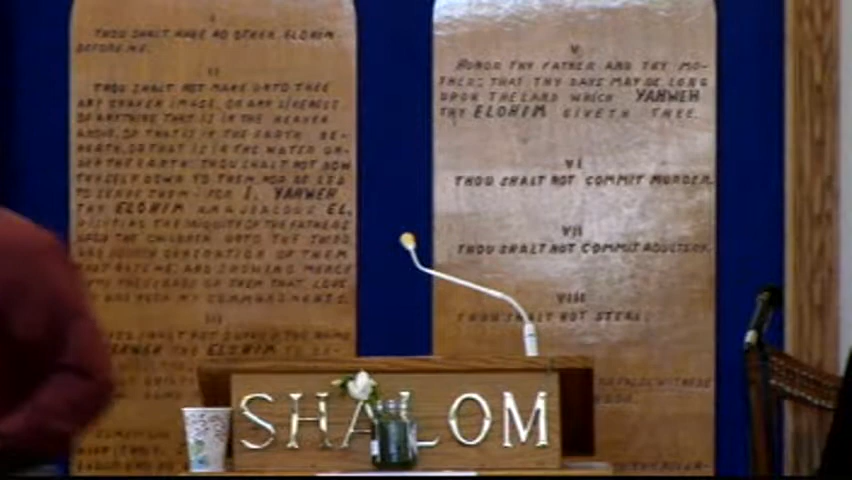 I
THOU SHALT HAVE NO OTHER ELOHIM
BEFORE ME.
II
THOU SHALT NOT MAKE UNTO THEE
ANY GRAVEN IMAGE, OR ANY LIKENESS
OF ANYTHING THAT IS IN THE HEAVEN
ABOVE, OR THAT IS IN THE EARTH BE-
NEATH, OR THAT IS IN THE WATER UN-
DER THE EARTH: THOU SHALT NOT BOW
THYSELF DOWN TO THEM, NOR BE LED
TO SERVE THEM: FOR I, YAHWEH
THY ELOHIM AM A JEALOUS EL,
VISITING THE INIQUITY OF THE FATHERS
UPON THE CHILDREN UNTO THE THIRD
AND FOURTH GENERATION OF THEM
THAT HATE ME; AND SHOWING MERCY
THOUSANDS OF THEM THAT LOVE
AND KEEP MY COMMANDMENTS.
III
SHALT NOT THE NAME
YAHWEH THY ELOHIM
V
HONOR THY FATHER AND THY MO-
THER: THAT THY DAYS MAY BE LONG
UPON THE LAND WHICH YAHWEH
THY ELOHIM GIVETH THEE.
VI
THOU SHALT NOT COMMIT MURDER.
VII
THOU SHALT NOT COMMIT ADULTERY.
VIII
THOU SHALT NOT STEAL.
WITNESS
SHALOM